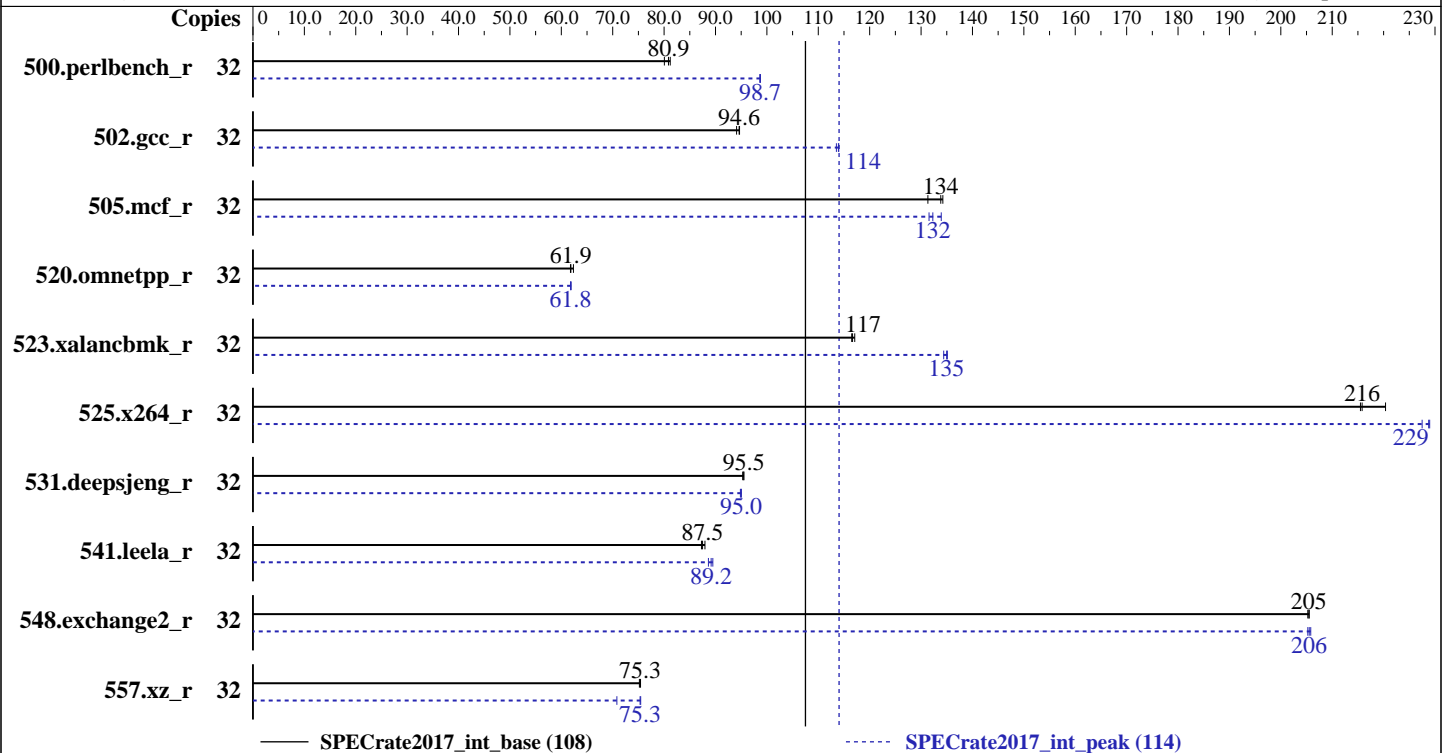 Copies 0 10.0 20.0 30.0 40.0 50.0 60.0 70.0 80.0 90.0 100 110 120 130 140 150 160 170 180 190 200 210 230
500.perlbench_r 32 80.9
98.7
502.gcc_r 32 94.6
114
505.mcf_r 32 134
132
520.omnetpp_r 32 61.9
61.8
523.xalancbmk_r 32 117
135
525.x264_r 32 216
229
531.deepsjeng_r 32 95.5
95.0
541.leela_r 32 87.5
89.2
548.exchange2_r 32 205
206
557.xz_r 32 75.3
75.3
SPECrate2017_int_base (108) SPECrate2017_int_peak (114)